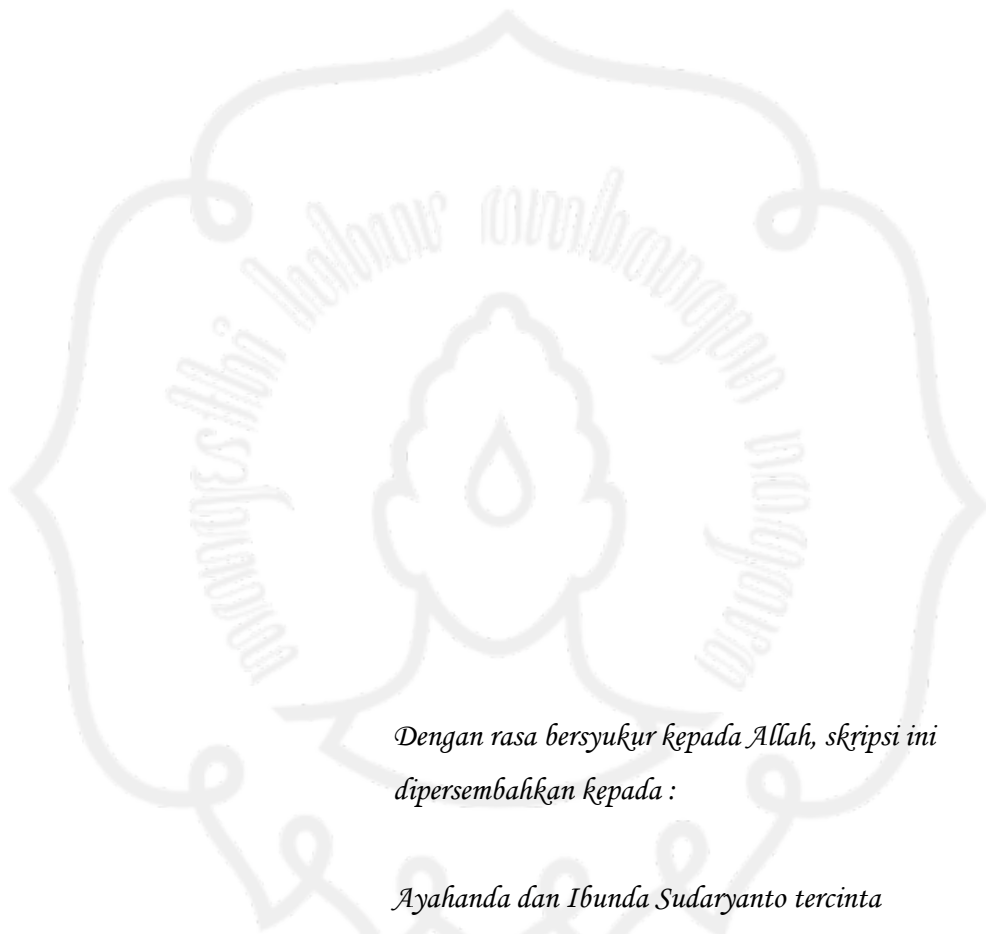 Dengan rasa bersyukur kepada Allah, skripsi ini
dipersembahkan kepada :
Ayahanda dan Ibunda Sudaryanto tercinta